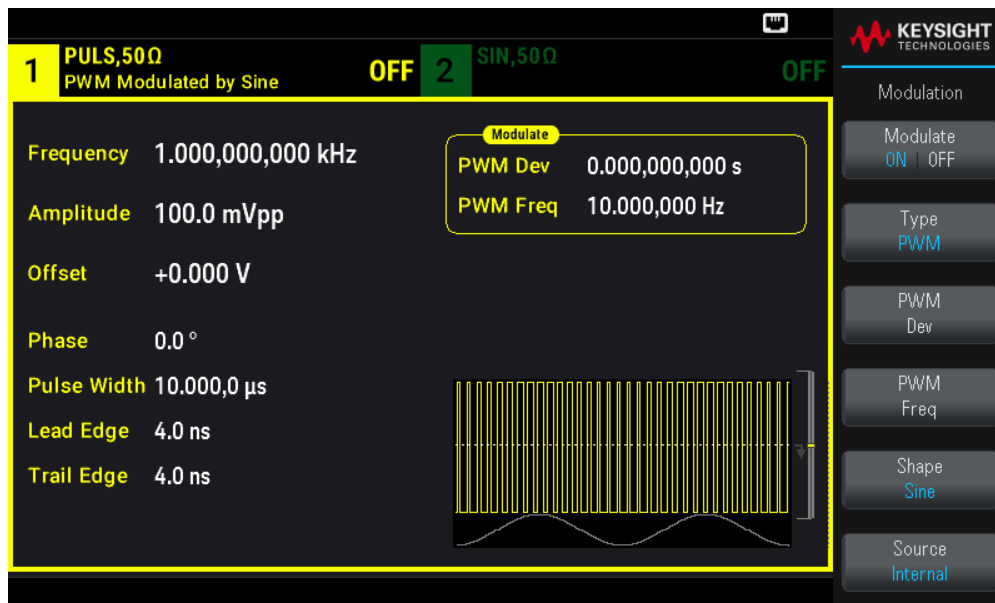 KEYSIGHT
TECHNOLOGIES
1
PULS,50Ω
PWM Modulated by Sine
OFF
2
SIN,50Ω
OFF
Frequency 1.000,000,000 kHz
Amplitude 100.0 mVpp
Offset +0.000 V
Phase 0.0 °
Pulse Width 10.000,0 µs
Lead Edge 4.0 ns
Trail Edge 4.0 ns
Modulate
PWM Dev 0.000,000,000 s
PWM Freq 10.000,000 Hz
Modulation
Modulate
ON | OFF
Type
PWM
PWM
Dev
PWM
Freq
Shape
Sine
Source
Internal